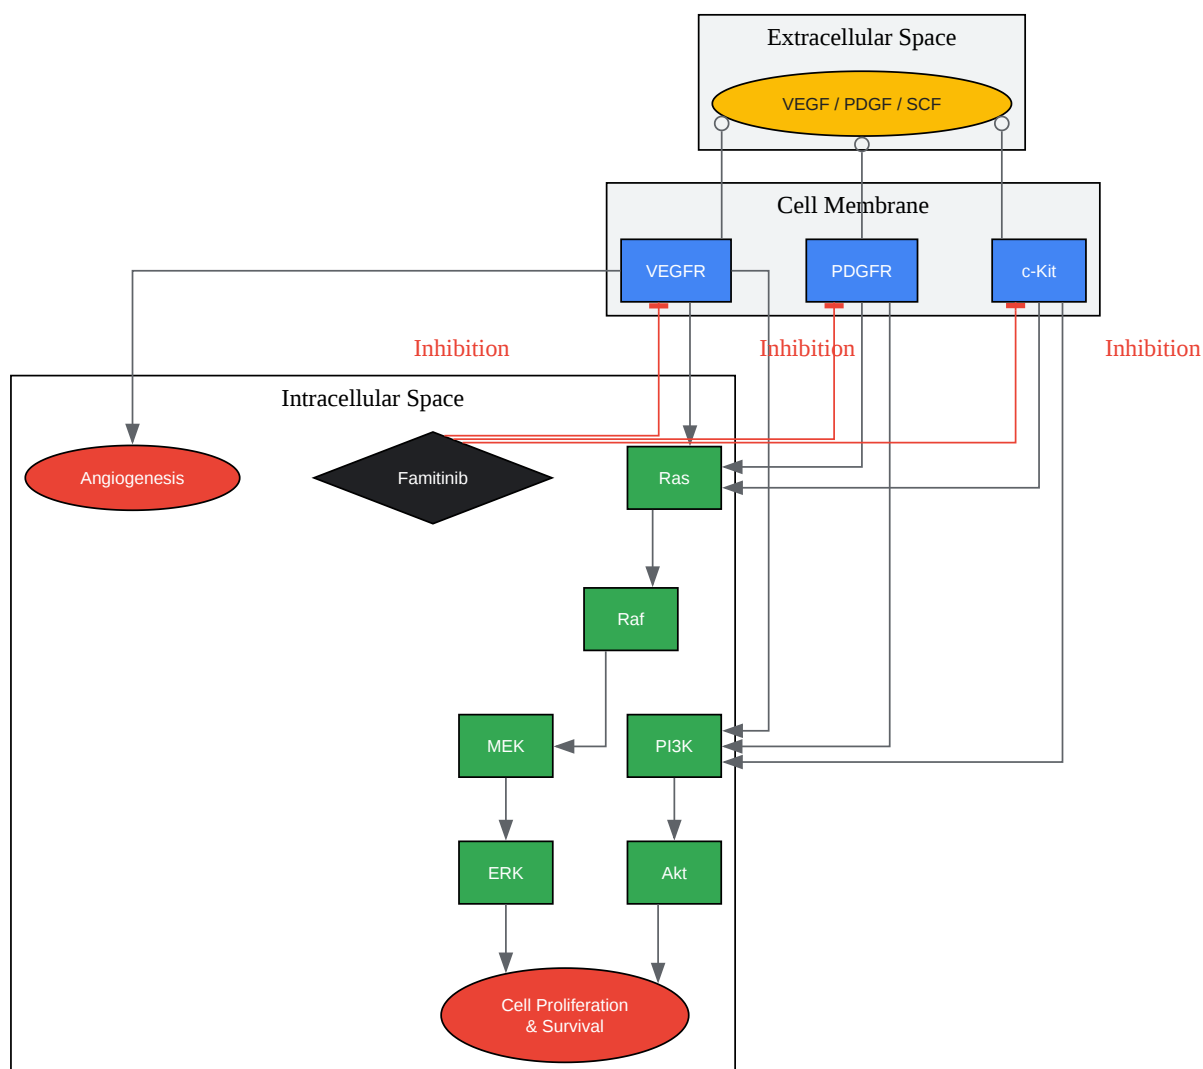 Extracellular Space
VEGF / PDGF / SCF
Cell Membrane
VEGFR
PDGFR
c-Kit
Inhibition
Inhibition
Inhibition
Intracellular Space
Angiogenesis
Famitinib
Ras
Raf
MEK
PI3K
ERK
Akt
Cell Proliferation
& Survival